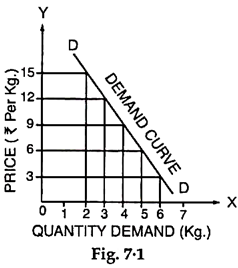 Y
D
DEMAND CURVE
15
12
9
6
3
PRICE (₹ Per Kg.)
D
X
0 1 2 3 4 5 6 7
QUANTITY DEMAND (Kg.)
Fig. 7·1